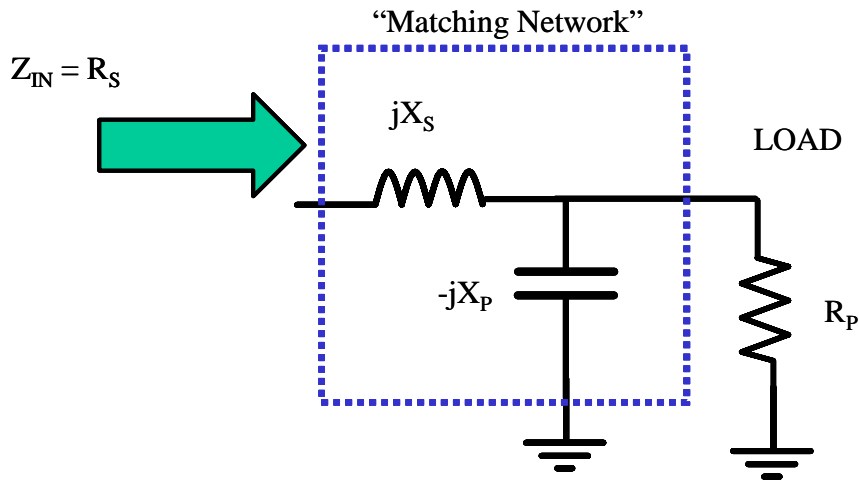 “Matching Network”
Z_IN = R_S
jX_S
LOAD
-jX_P
R_P